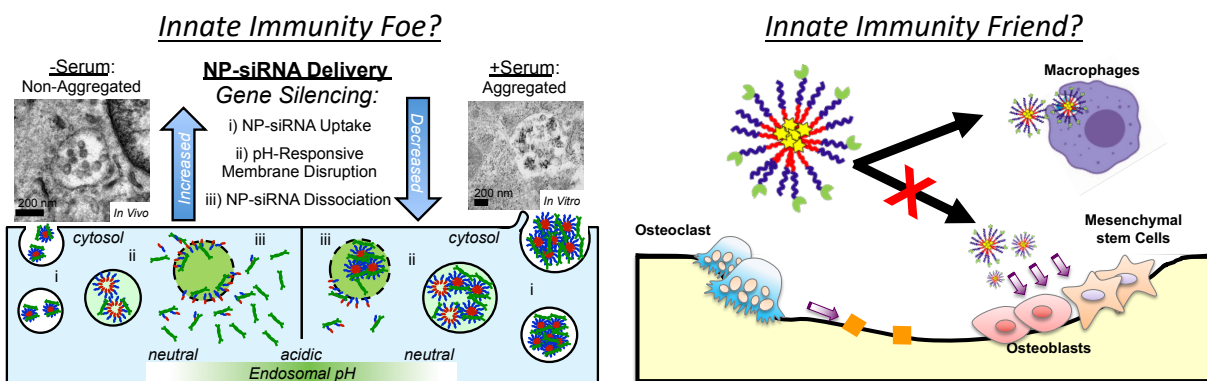 Innate Immunity Foe?
-Serum:
Non-Aggregated
200 nm
In Vivo
Increased
NP-siRNA Delivery
Gene Silencing:
i) NP-siRNA Uptake
ii) pH-Responsive
Membrane Disruption
iii) NP-siRNA Dissociation
Decreased
+Serum:
Aggregated
200 nm
In Vitro
cytosol
i
ii
iii
iii
ii
cytosol
i
neutral
acidic
neutral
Endosomal pH
Innate Immunity Friend?
Macrophages
Osteoclast
Mesenchymal
stem Cells
Osteoblasts